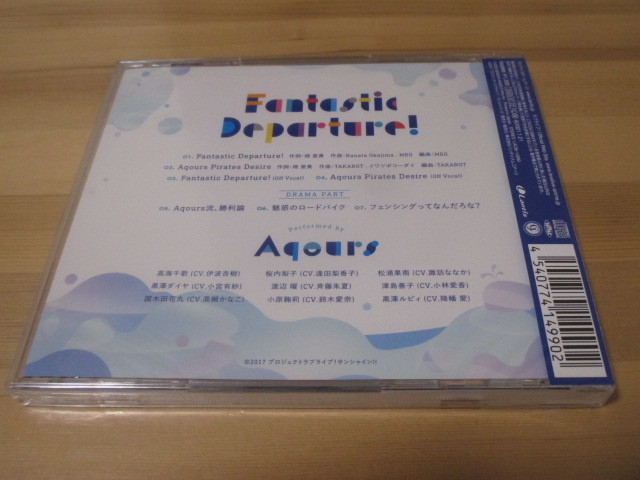 Fantastic
Departure!
01. Fantastic Departure! 作詞:畑 亜貴 作曲:Kanata Okajima, MEG 編曲:MEG
02. Aqours Pirates Desire 作詞:畑 亜貴 作曲:TAKAROT, イワツボコーダイ 編曲:TAKAROT
03. Fantastic Departure! (Off Vocal) 04. Aqours Pirates Desire (Off Vocal)
DRAMA PART
05. Aqours流、勝利論 06. 魅惑のロードバイク 07. フェンシングってなんだろな?
Performed By
Aqours
高海千歌 (CV.伊波杏樹) 桜内梨子 (CV.逢田梨香子) 松浦果南 (CV.諏訪ななか)
黒澤ダイヤ (CV.小宮有紗) 渡辺 曜 (CV.斉藤朱夏) 津島善子 (CV.小林愛香)
国木田花丸 (CV.高槻かなこ) 小原鞠莉 (CV.鈴木愛奈) 黒澤ルビィ (CV.降幡 愛)
©2017 プロジェクトラブライブ!サンシャイン!!
Lantis
4540774149902